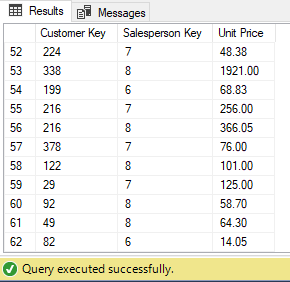 Results Messages
Customer Key Salesperson Key Unit Price
52 224 7 48.38
53 338 8 1921.00
54 199 6 68.83
55 216 7 256.00
56 216 8 366.05
57 378 7 76.00
58 122 8 101.00
59 29 7 125.00
60 92 8 58.70
61 49 8 64.30
62 82 6 14.05
Query executed successfully.